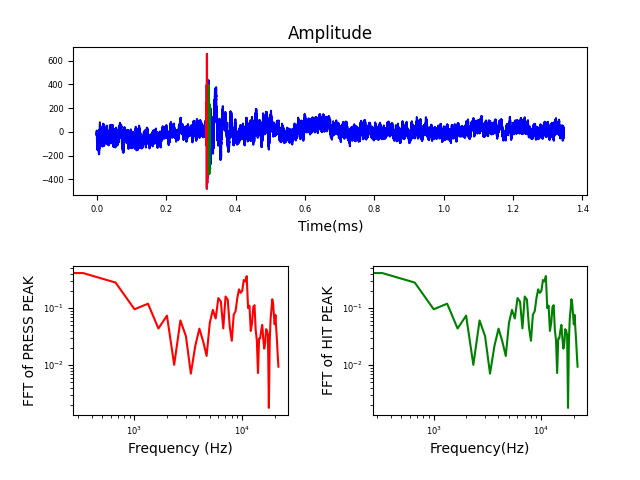 Amplitude
600
400
200
0
−200
−400
0.0 0.2 0.4 0.6 0.8 1.0 1.2 1.4
Time(ms)
FFT of PRESS PEAK
10⁻¹
10⁻²
10³ 10⁴
Frequency (Hz)
FFT of HIT PEAK
10⁻¹
10⁻²
10³ 10⁴
Frequency(Hz)